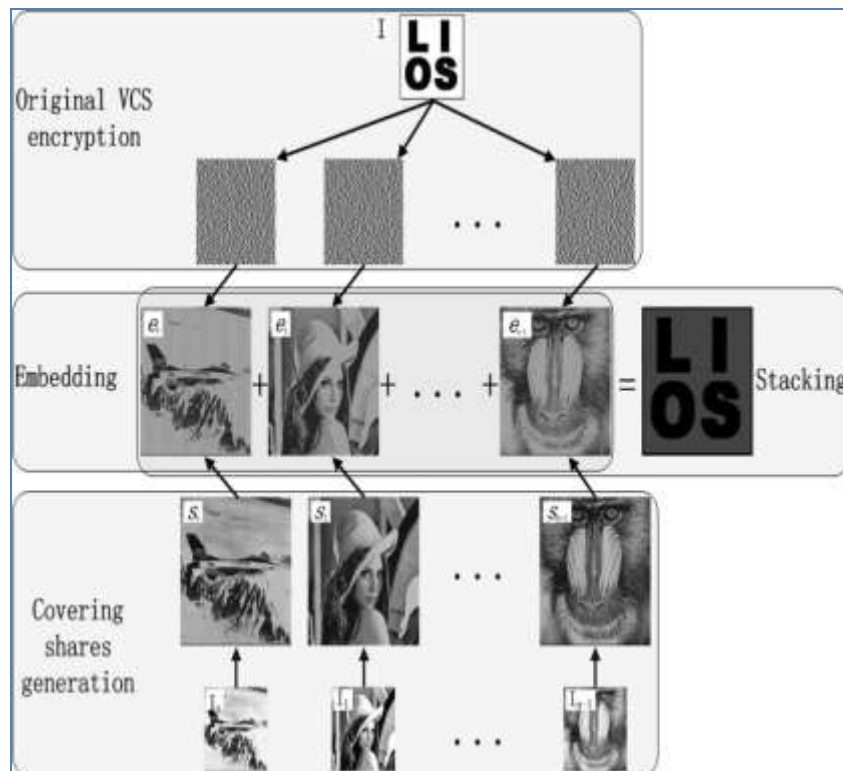 I
L I
OS
Original VCS
encryption
. . .
Embedding
e
+
e
+ . . . +
e
=
L I
OS
Stacking
s
s
. . .
s
Covering
shares
generation
I
I
. . .
I